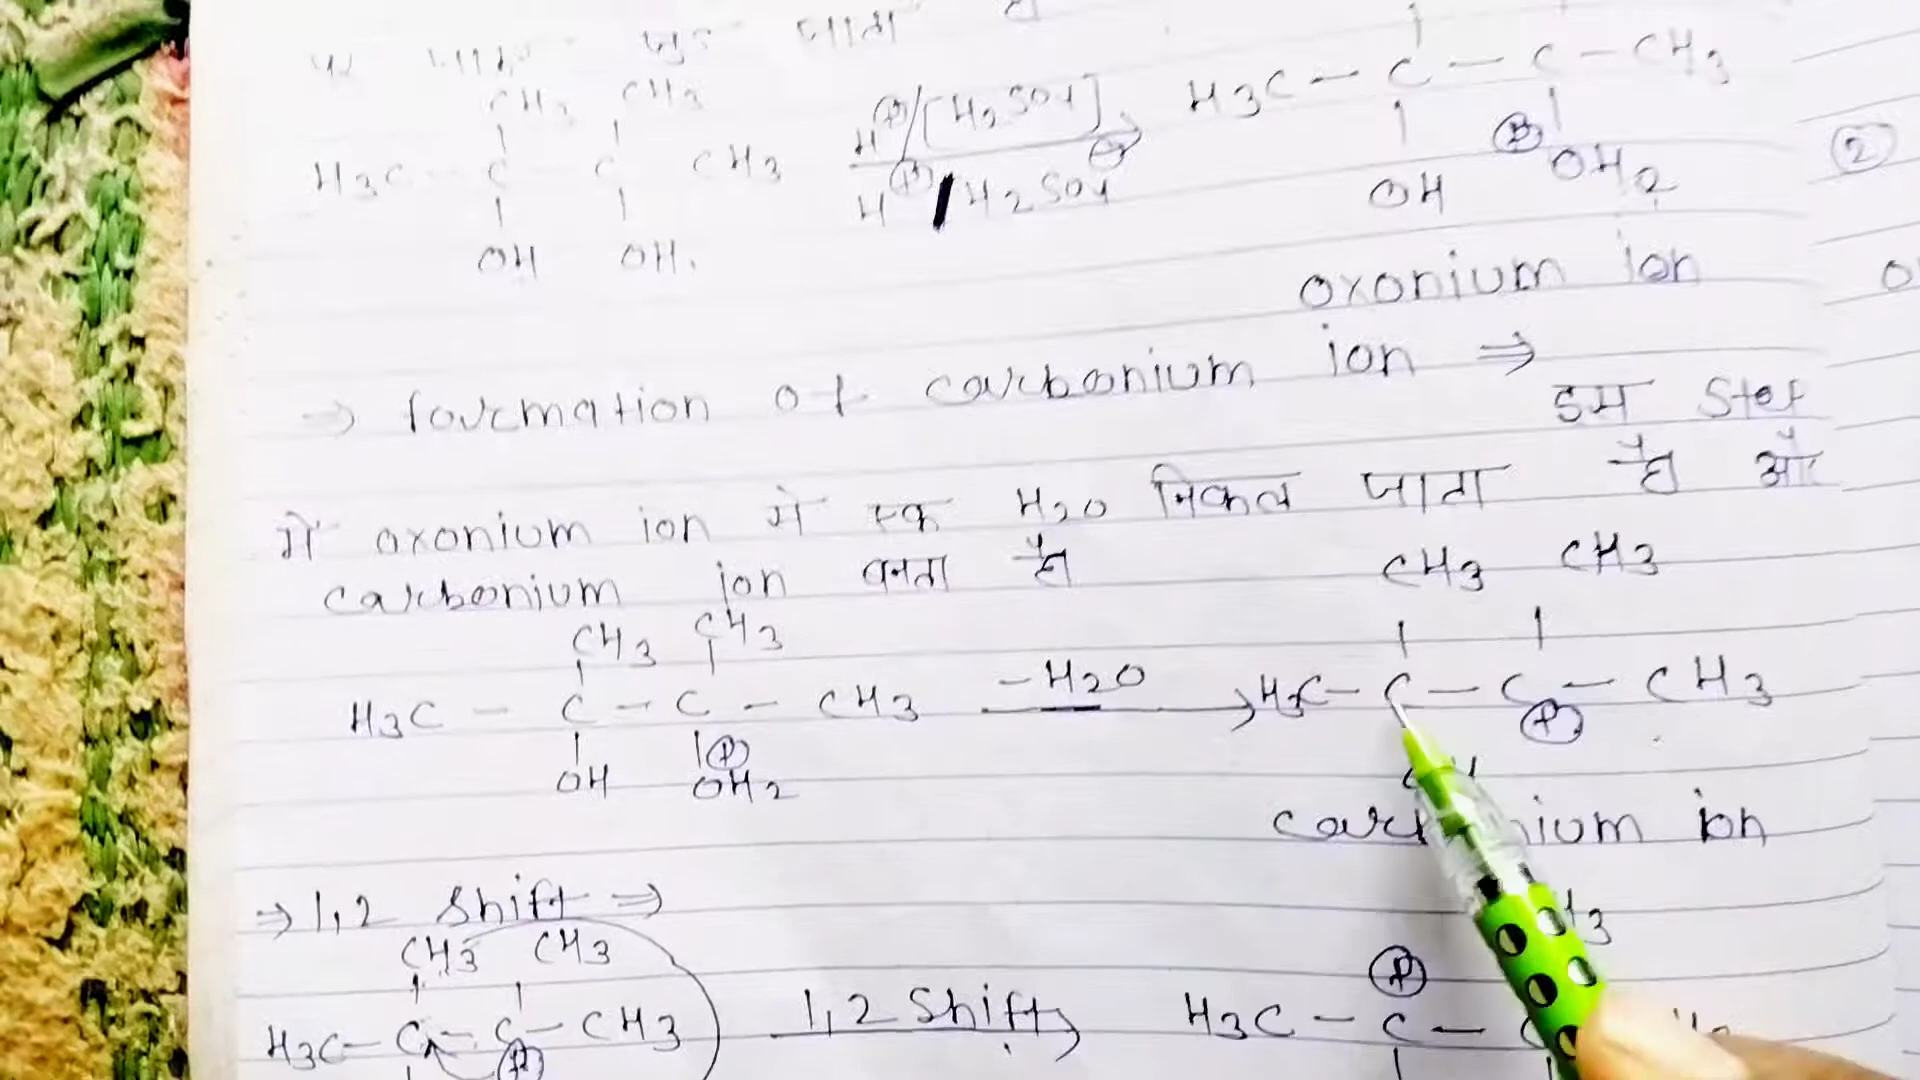 जाता
CH3 CH3
H3C C C CH3
OH OH.
H⊕/[H2SO4]
H⊕/H2SO4⊖
H3C — C — C — CH3
OH ⊕OH2
②
oxonium ion
⇒ formation of carbonium ion ⇒
इस Step
में oxonium ion से एक H2O निकल जाता है और
carbonium ion बनता है
CH3 CH3
H3C — C — C — CH3
OH ⊕OH2
—H2O
CH3 CH3
H3C — C — C — CH3
⊕
ion
⇒ 1,2 Shift ⇒
CH3 CH3
H3C — C — C — CH3
⊕
1,2 Shift
⊕
H3C — C —